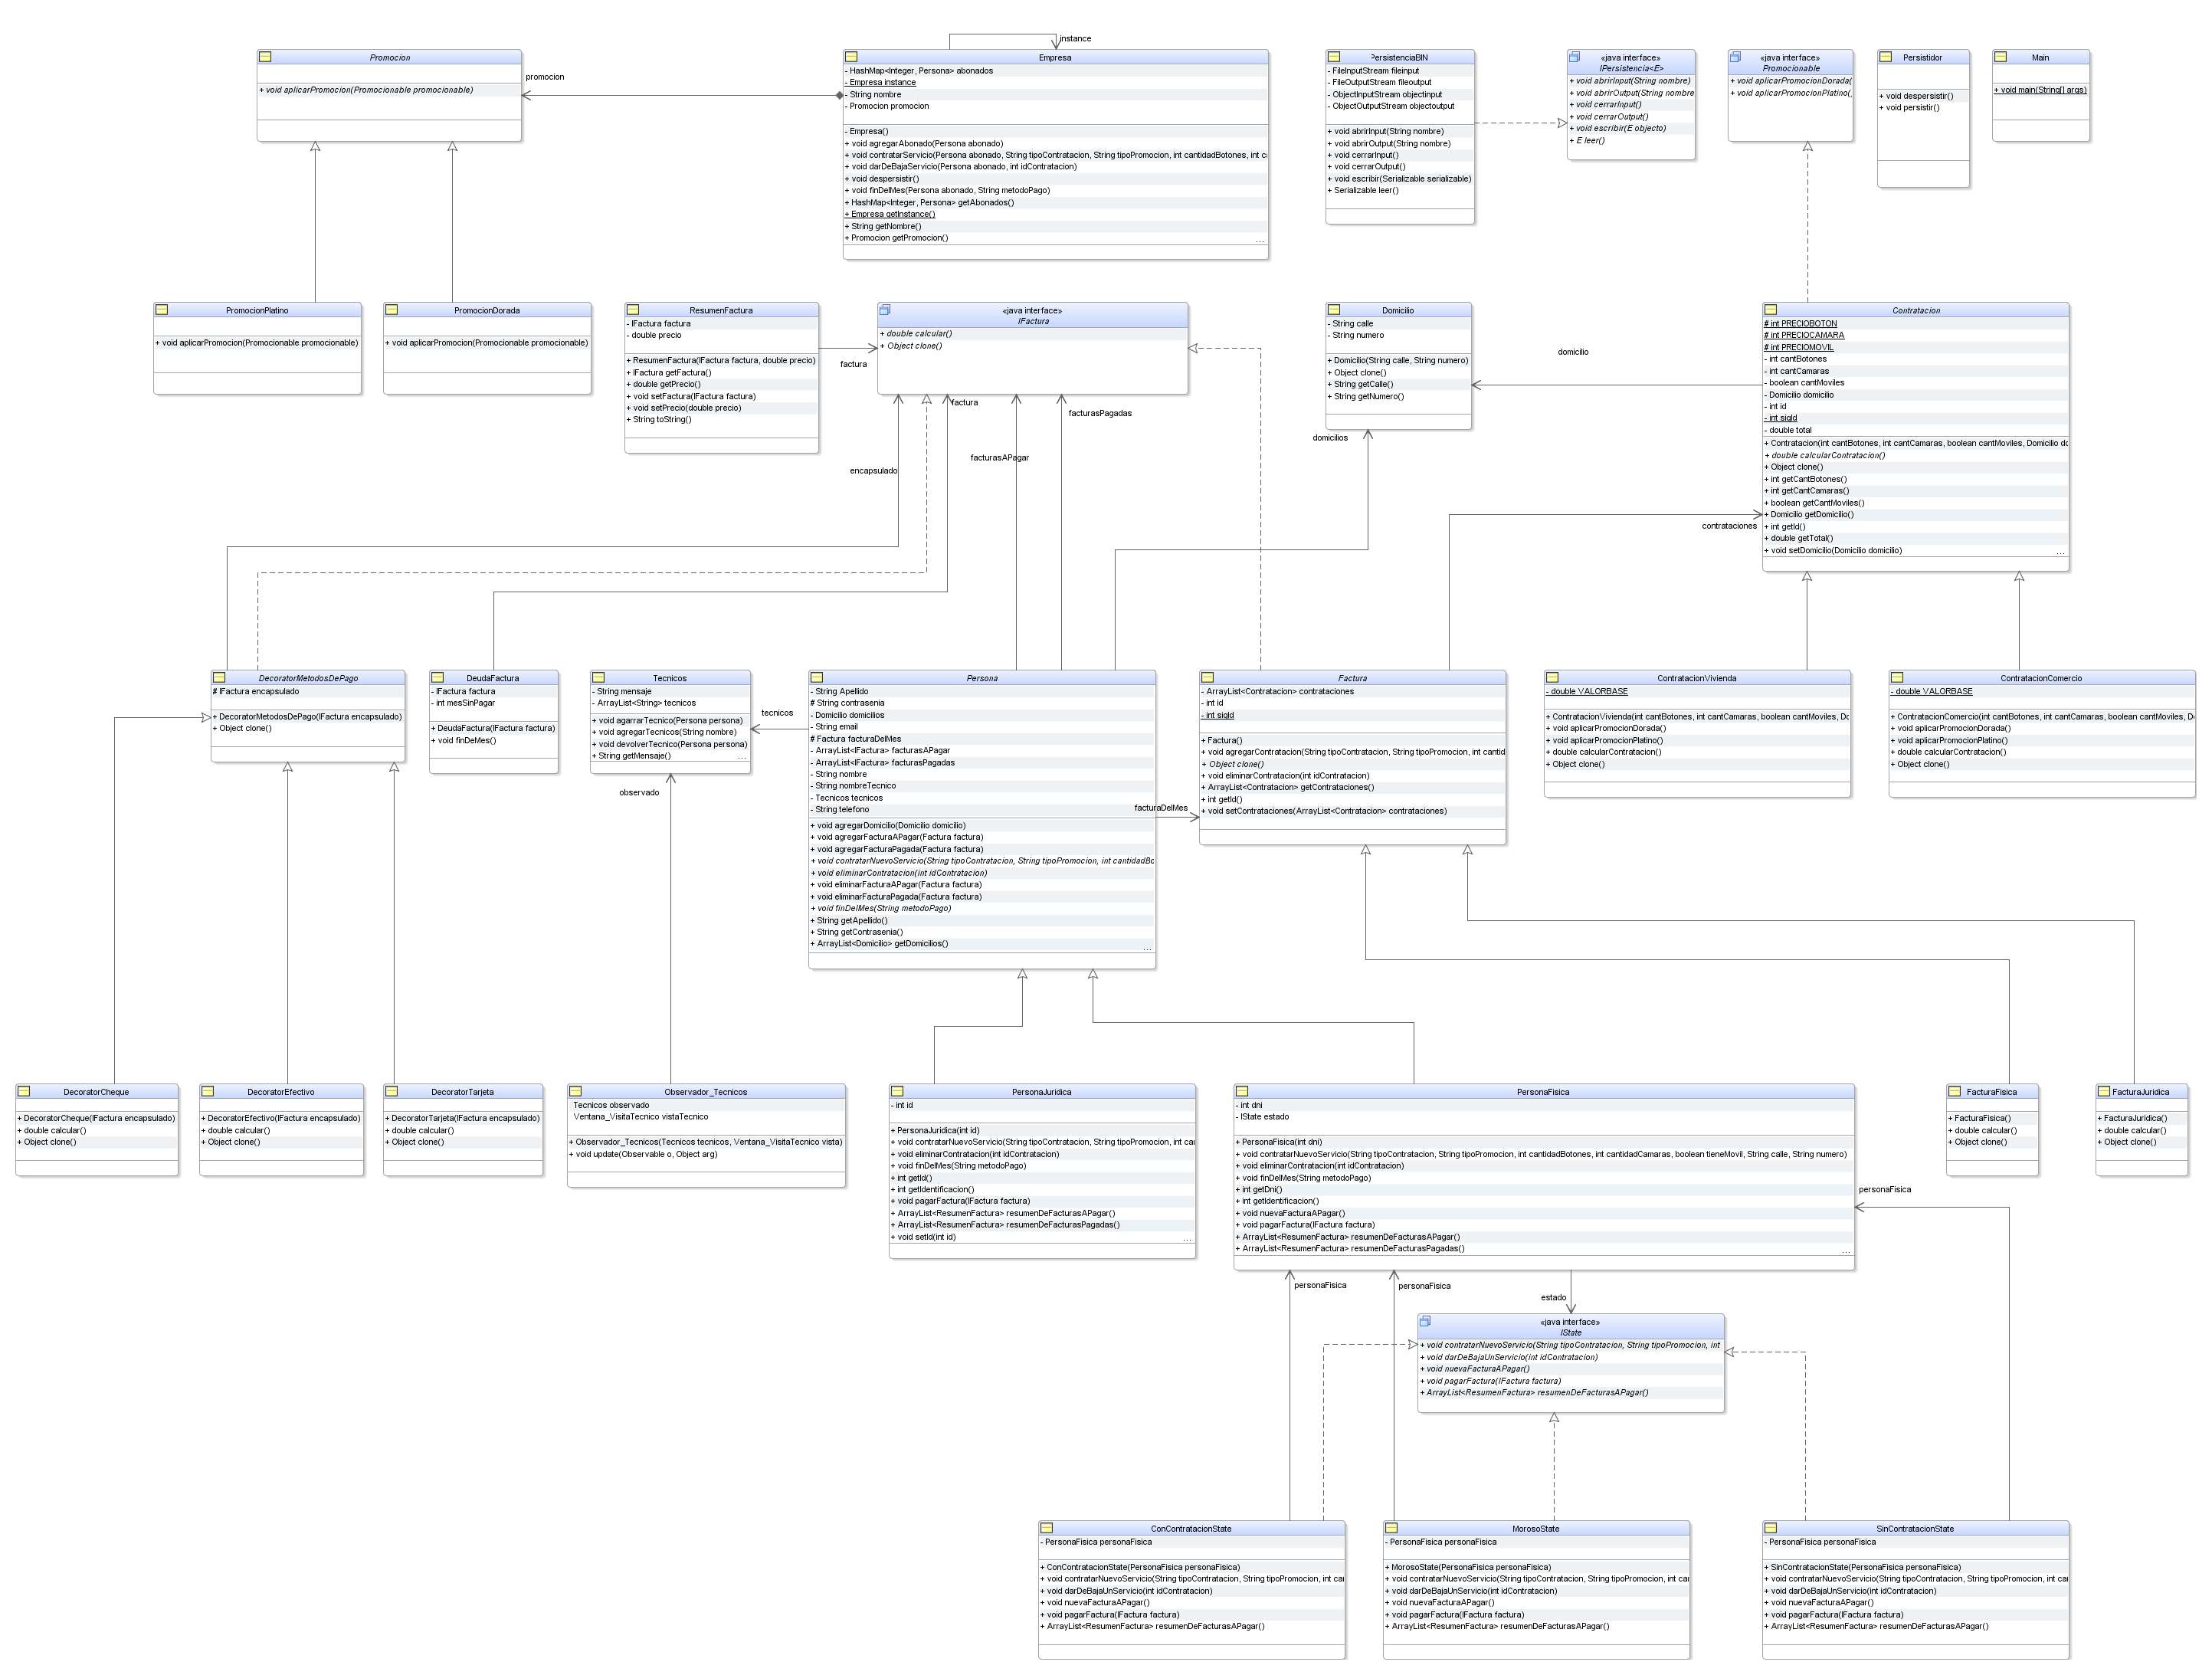 instance
Promocion
+ void aplicarPromocion(Promocionable promocionable)
promocion
Empresa
- HashMap<Integer, Persona> abonados
- Empresa instance
- String nombre
- Promocion promocion
- Empresa()
+ void agregarAbonado(Persona abonado)
+ void contratarServicio(Persona abonado, String tipoContratacion, String tipoPromocion, int cantidadBotones, int ca
+ void darDeBajaServicio(Persona abonado, int idContratacion)
+ void despersistir()
+ void finDelMes(Persona abonado, String metodoPago)
+ HashMap<Integer, Persona> getAbonados()
+ Empresa getInstance()
+ String getNombre()
+ Promocion getPromocion()
...
PersistenciaBIN
- FileInputStream fileinput
- FileOutputStream fileoutput
- ObjectInputStream objectinput
- ObjectOutputStream objectoutput
+ void abrirInput(String nombre)
+ void abrirOutput(String nombre)
+ void cerrarInput()
+ void cerrarOutput()
+ void escribir(Serializable serializable)
+ Serializable leer()
«java interface»
IPersistencia<E>
+ void abrirInput(String nombre)
+ void abrirOutput(String nombre
+ void cerrarInput()
+ void cerrarOutput()
+ void escribir(E objecto)
+ E leer()
«java interface»
Promocionable
+ void aplicarPromocionDorada(
+ void aplicarPromocionPlatino(
Persistidor
+ void despersistir()
+ void persistir()
Main
+ void main(String[] args)
PromocionPlatino
+ void aplicarPromocion(Promocionable promocionable)
PromocionDorada
+ void aplicarPromocion(Promocionable promocionable)
ResumenFactura
- IFactura factura
- double precio
+ ResumenFactura(IFactura factura, double precio)
+ IFactura getFactura()
+ double getPrecio()
+ void setFactura(IFactura factura)
+ void setPrecio(double precio)
+ String toString()
factura
«java interface»
IFactura
+ double calcular()
+ Object clone()
factura
encapsulado
facturasAPagar
facturasPagadas
Domicilio
- String calle
- String numero
+ Domicilio(String calle, String numero)
+ Object clone()
+ String getCalle()
+ String getNumero()
domicilios
domicilio
Contratacion
# int PRECIOBOTON
# int PRECIOCAMARA
# int PRECIOMOVIL
- int cantBotones
- int cantCamaras
- boolean cantMoviles
- Domicilio domicilio
- int id
- int sigId
- double total
+ Contratacion(int cantBotones, int cantCamaras, boolean cantMoviles, Domicilio do
+ double calcularContratacion()
+ Object clone()
+ int getCantBotones()
+ int getCantCamaras()
+ boolean getCantMoviles()
+ Domicilio getDomicilio()
+ int getId()
+ double getTotal()
+ void setDomicilio(Domicilio domicilio)
...
contrataciones
DecoratorMetodosDePago
# IFactura encapsulado
+ DecoratorMetodosDePago(IFactura encapsulado)
+ Object clone()
DeudaFactura
- IFactura factura
- int mesSinPagar
+ DeudaFactura(IFactura factura)
+ void finDeMes()
Tecnicos
- String mensaje
- ArrayList<String> tecnicos
+ void agarrarTecnico(Persona persona)
+ void agregarTecnicos(String nombre)
+ void devolverTecnico(Persona persona)
+ String getMensaje()
...
tecnicos
observado
Persona
- String Apellido
# String contrasenia
- Domicilio domicilios
- String email
# Factura facturaDelMes
- ArrayList<IFactura> facturasAPagar
- ArrayList<IFactura> facturasPagadas
- String nombre
- String nombreTecnico
- Tecnicos tecnicos
- String telefono
+ void agregarDomicilio(Domicilio domicilio)
+ void agregarFacturaAPagar(Factura factura)
+ void agregarFacturaPagada(Factura factura)
+ void contratarNuevoServicio(String tipoContratacion, String tipoPromocion, int cantidadBo
+ void eliminarContratacion(int idContratacion)
+ void eliminarFacturaAPagar(Factura factura)
+ void eliminarFacturaPagada(Factura factura)
+ void finDelMes(String metodoPago)
+ String getApellido()
+ String getContrasenia()
+ ArrayList<Domicilio> getDomicilios()
...
facturaDelMes
Factura
- ArrayList<Contratacion> contrataciones
- int id
- int sigId
+ Factura()
+ void agregarContratacion(String tipoContratacion, String tipoPromocion, int cantid
+ Object clone()
+ void eliminarContratacion(int idContratacion)
+ ArrayList<Contratacion> getContrataciones()
+ int getId()
+ void setContrataciones(ArrayList<Contratacion> contrataciones)
ContratacionVivienda
- double VALORBASE
+ ContratacionVivienda(int cantBotones, int cantCamaras, boolean cantMoviles, Do
+ void aplicarPromocionDorada()
+ void aplicarPromocionPlatino()
+ double calcularContratacion()
+ Object clone()
ContratacionComercio
- double VALORBASE
+ ContratacionComercio(int cantBotones, int cantCamaras, boolean cantMoviles, D
+ void aplicarPromocionDorada()
+ void aplicarPromocionPlatino()
+ double calcularContratacion()
+ Object clone()
DecoratorCheque
+ DecoratorCheque(IFactura encapsulado)
+ double calcular()
+ Object clone()
DecoratorEfectivo
+ DecoratorEfectivo(IFactura encapsulado)
+ double calcular()
+ Object clone()
DecoratorTarjeta
+ DecoratorTarjeta(IFactura encapsulado)
+ double calcular()
+ Object clone()
Observador_Tecnicos
Tecnicos observado
Ventana_VisitaTecnico vistaTecnico
+ Observador_Tecnicos(Tecnicos tecnicos, Ventana_VisitaTecnico vista)
+ void update(Observable o, Object arg)
PersonaJuridica
- int id
+ PersonaJuridica(int id)
+ void contratarNuevoServicio(String tipoContratacion, String tipoPromocion, int can
+ void eliminarContratacion(int idContratacion)
+ void finDelMes(String metodoPago)
+ int getId()
+ int getIdentificacion()
+ void pagarFactura(IFactura factura)
+ ArrayList<ResumenFactura> resumenDeFacturasAPagar()
+ ArrayList<ResumenFactura> resumenDeFacturasPagadas()
+ void setId(int id)
...
PersonaFisica
- int dni
- IState estado
+ PersonaFisica(int dni)
+ void contratarNuevoServicio(String tipoContratacion, String tipoPromocion, int cantidadBotones, int cantidadCamaras, boolean tieneMovil, String calle, String numero)
+ void eliminarContratacion(int idContratacion)
+ void finDelMes(String metodoPago)
+ int getDni()
+ int getIdentificacion()
+ void nuevaFacturaAPagar()
+ void pagarFactura(IFactura factura)
+ ArrayList<ResumenFactura> resumenDeFacturasAPagar()
+ ArrayList<ResumenFactura> resumenDeFacturasPagadas()
...
FacturaFisica
+ FacturaFisica()
+ double calcular()
+ Object clone()
FacturaJuridica
+ FacturaJuridica()
+ double calcular()
+ Object clone()
personaFisica
personaFisica
personaFisica
estado
«java interface»
IState
+ void contratarNuevoServicio(String tipoContratacion, String tipoPromocion, int
+ void darDeBajaUnServicio(int idContratacion)
+ void nuevaFacturaAPagar()
+ void pagarFactura(IFactura factura)
+ ArrayList<ResumenFactura> resumenDeFacturasAPagar()
ConContratacionState
- PersonaFisica personaFisica
+ ConContratacionState(PersonaFisica personaFisica)
+ void contratarNuevoServicio(String tipoContratacion, String tipoPromocion, int can
+ void darDeBajaUnServicio(int idContratacion)
+ void nuevaFacturaAPagar()
+ void pagarFactura(IFactura factura)
+ ArrayList<ResumenFactura> resumenDeFacturasAPagar()
MorosoState
- PersonaFisica personaFisica
+ MorosoState(PersonaFisica personaFisica)
+ void contratarNuevoServicio(String tipoContratacion, String tipoPromocion, int can
+ void darDeBajaUnServicio(int idContratacion)
+ void nuevaFacturaAPagar()
+ void pagarFactura(IFactura factura)
+ ArrayList<ResumenFactura> resumenDeFacturasAPagar()
SinContratacionState
- PersonaFisica personaFisica
+ SinContratacionState(PersonaFisica personaFisica)
+ void contratarNuevoServicio(String tipoContratacion, String tipoPromocion, int can
+ void darDeBajaUnServicio(int idContratacion)
+ void nuevaFacturaAPagar()
+ void pagarFactura(IFactura factura)
+ ArrayList<ResumenFactura> resumenDeFacturasAPagar()